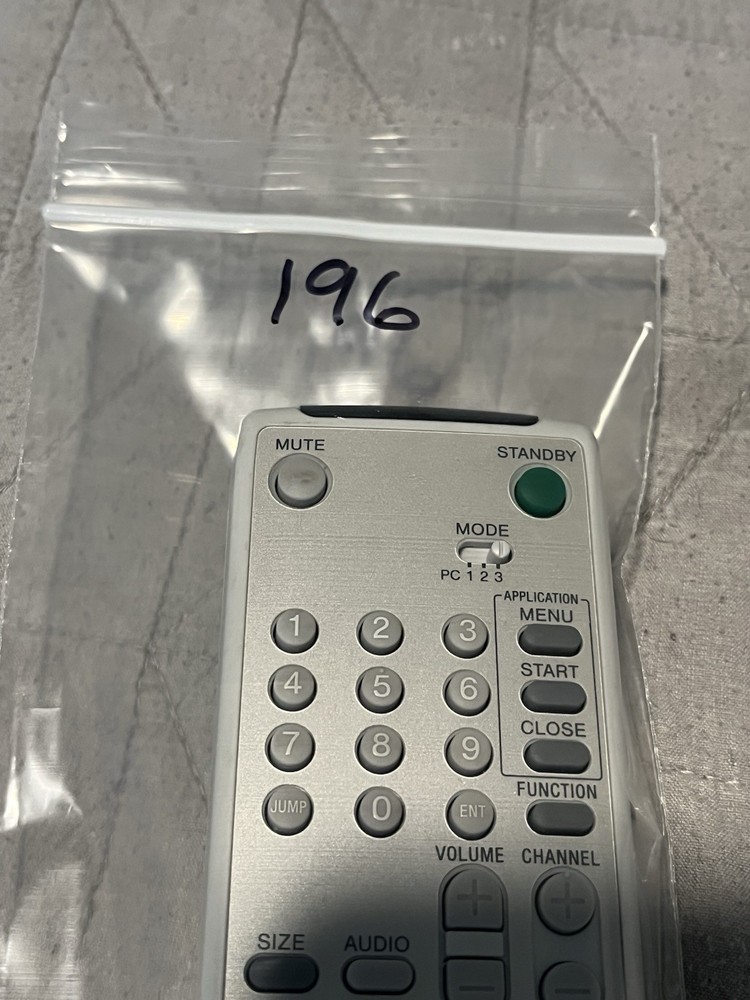 196
MUTE STANDBY
MODE
PC 1 2 3
APPLICATION
1 2 3 MENU
4 5 6 START
7 8 9 CLOSE
JUMP 0 ENT FUNCTION
VOLUME CHANNEL
+ +
SIZE AUDIO
- -